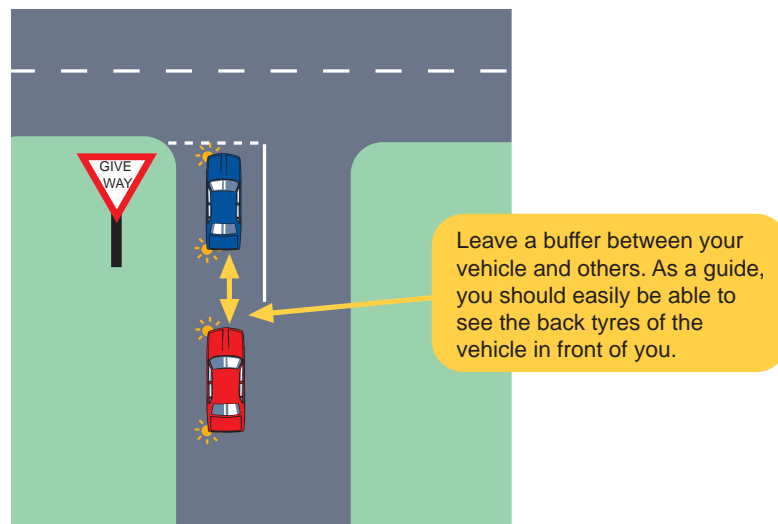 GIVE
WAY
Leave a buffer between your
vehicle and others. As a guide,
you should easily be able to
see the back tyres of the
vehicle in front of you.